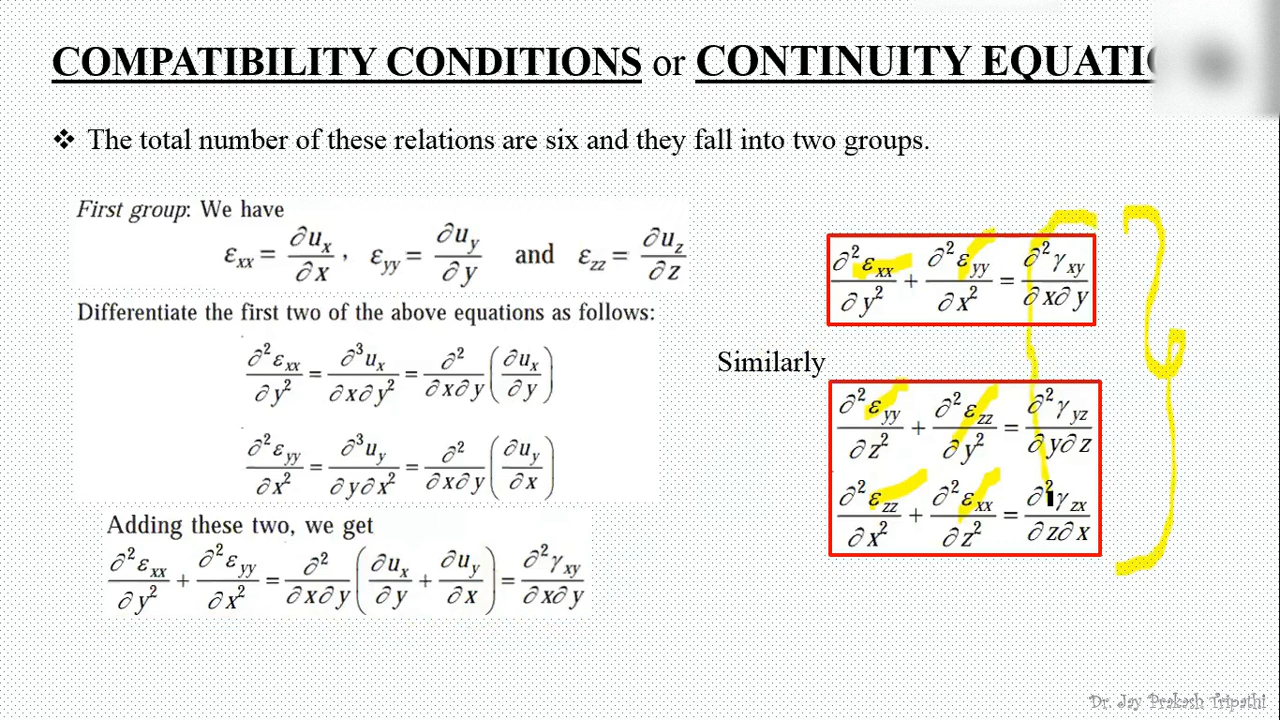 COMPATIBILITY CONDITIONS or CONTINUITY
❖ The total number of these relations are six and they fall into two groups.
First group: We have
εxx = ∂ux/∂x , εyy = ∂uy/∂y and εzz = ∂uz/∂z
Differentiate the first two of the above equations as follows:
∂²εxx/∂y² = ∂³ux/∂x∂y² = ∂²/∂x∂y (∂ux/∂y)
∂²εyy/∂x² = ∂³uy/∂y∂x² = ∂²/∂x∂y (∂uy/∂x)
Adding these two, we get
∂²εxx/∂y² + ∂²εyy/∂x² = ∂²/∂x∂y (∂ux/∂y + ∂uy/∂x) = ∂²γxy/∂x∂y
∂²εxx/∂y² + ∂²εyy/∂x² = ∂²γxy/∂x∂y
Similarly
∂²εyy/∂z² + ∂²εzz/∂y² = ∂²γyz/∂y∂z
∂²εzz/∂x² + ∂²εxx/∂z² = ∂²γzx/∂z∂x
Dr. Jay Prakash Tripathi